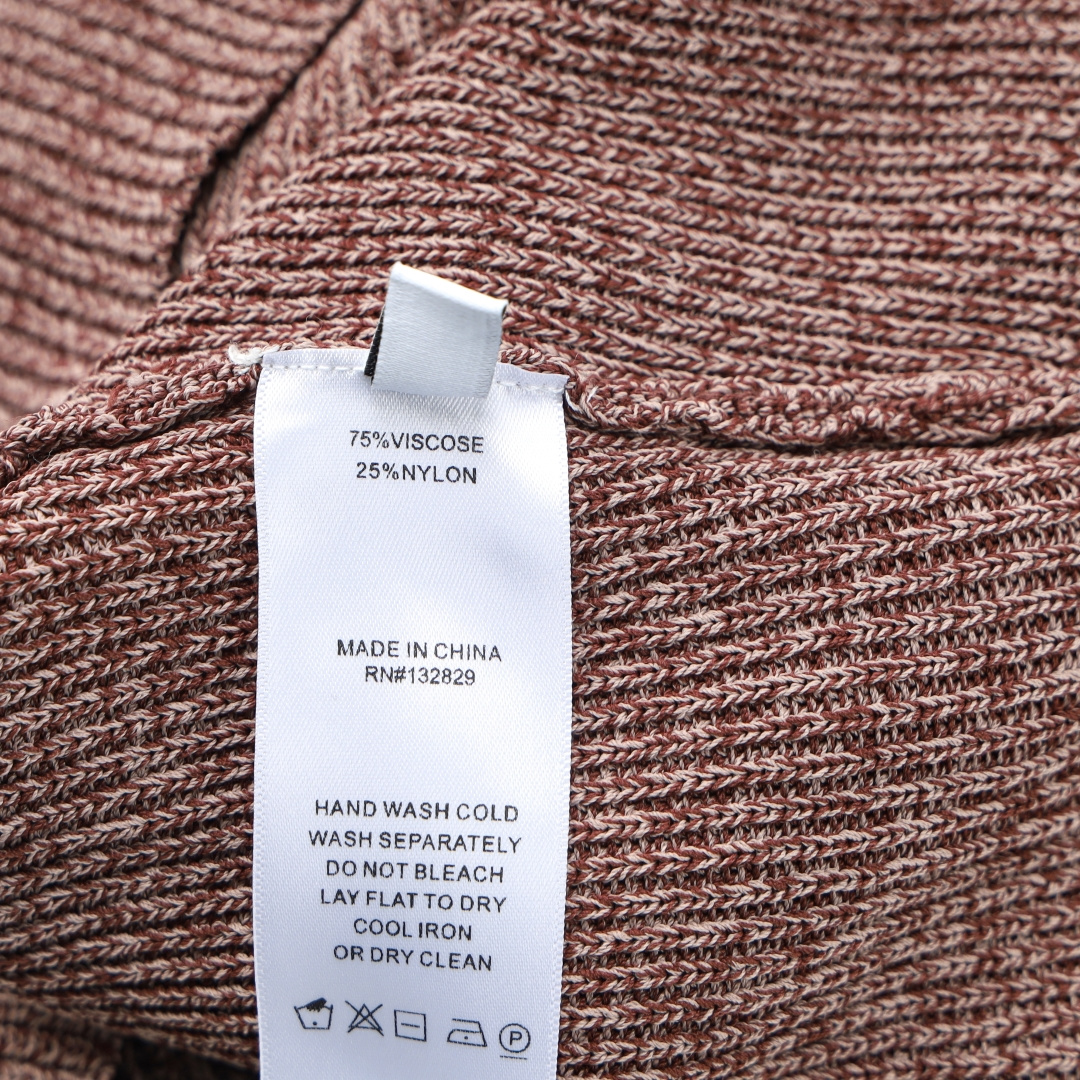 75%VISCOSE
25%NYLON
MADE IN CHINA
RN#132829
HAND WASH COLD
WASH SEPARATELY
DO NOT BLEACH
LAY FLAT TO DRY
COOL IRON
OR DRY CLEAN
P